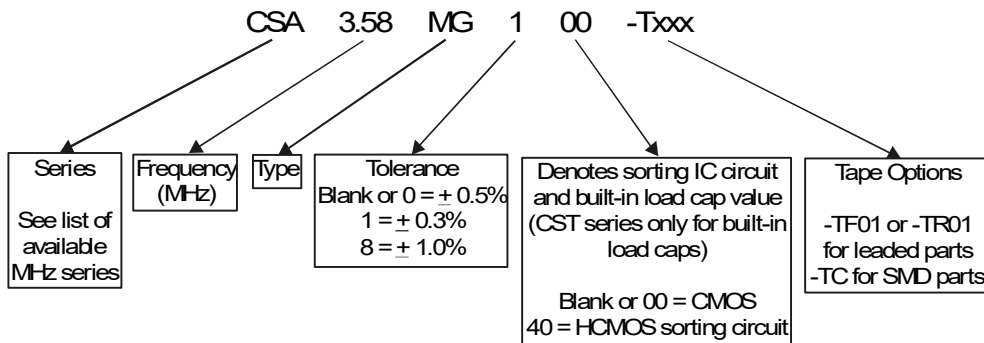 CSA 3.58 MG 1 00 -Txxx
Series
See list of
available
MHz series
Frequency
(MHz)
Type
Tolerance
Blank or 0 = ± 0.5%
1 = ± 0.3%
8 = ± 1.0%
Denotes sorting IC circuit
and built-in load cap value
(CST series only for built-in
load caps)
Blank or 00 = CMOS
40 = HCMOS sorting circuit
Tape Options
-TF01 or -TR01
for leaded parts
-TC for SMD parts